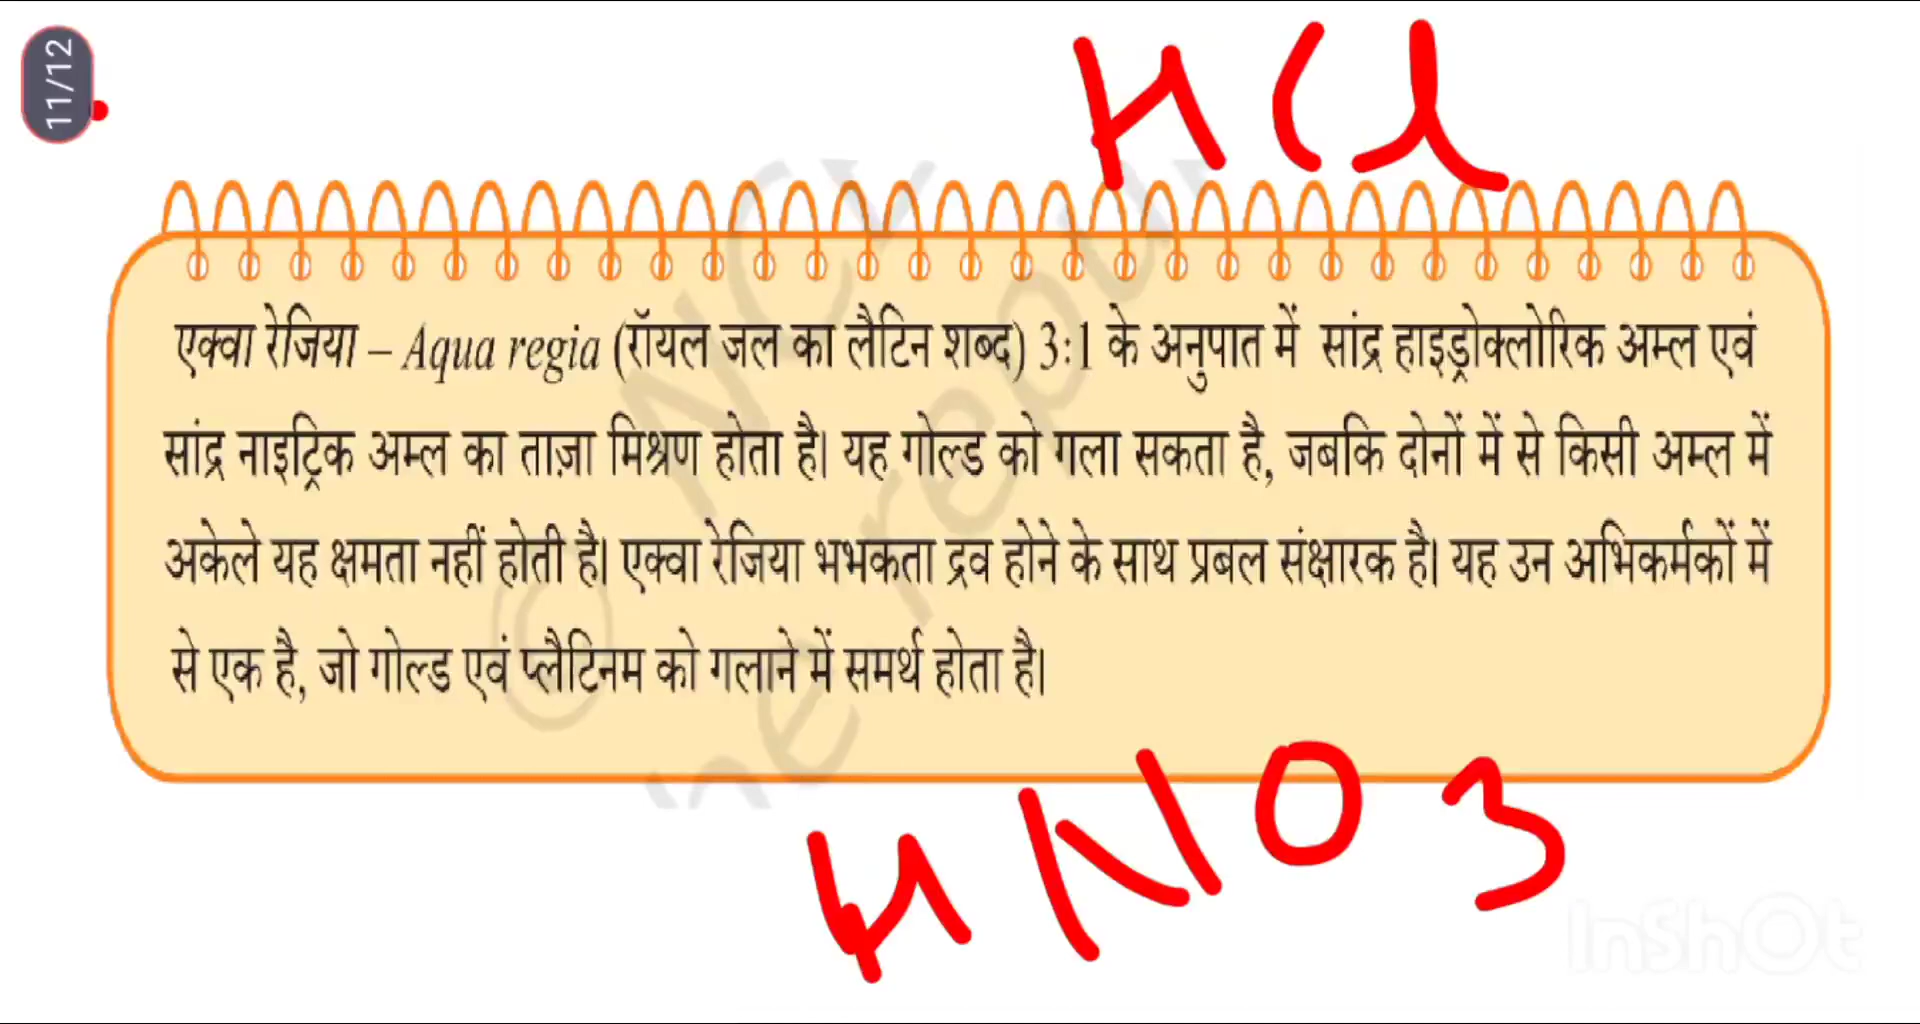 11/12
HCl
एक्वा रेजिया – Aqua regia (रॉयल जल का लैटिन शब्द) 3:1 के अनुपात में सांद्र हाइड्रोक्लोरिक अम्ल एवं
सांद्र नाइट्रिक अम्ल का ताज़ा मिश्रण होता है। यह गोल्ड को गला सकता है, जबकि दोनों में से किसी अम्ल में
अकेले यह क्षमता नहीं होती है। एक्वा रेजिया भभकता द्रव होने के साथ प्रबल संक्षारक है। यह उन अभिकर्मकों में
से एक है, जो गोल्ड एवं प्लैटिनम को गलाने में समर्थ होता है।
HNO3
InShOt